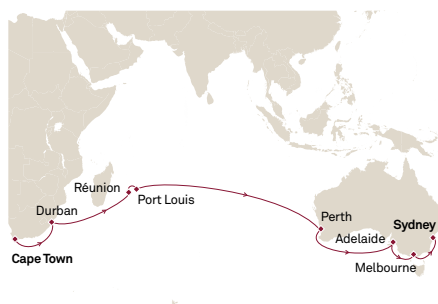 Réunion
Port Louis
Durban
Perth
Sydney
Adelaide
Cape Town
Melbourne